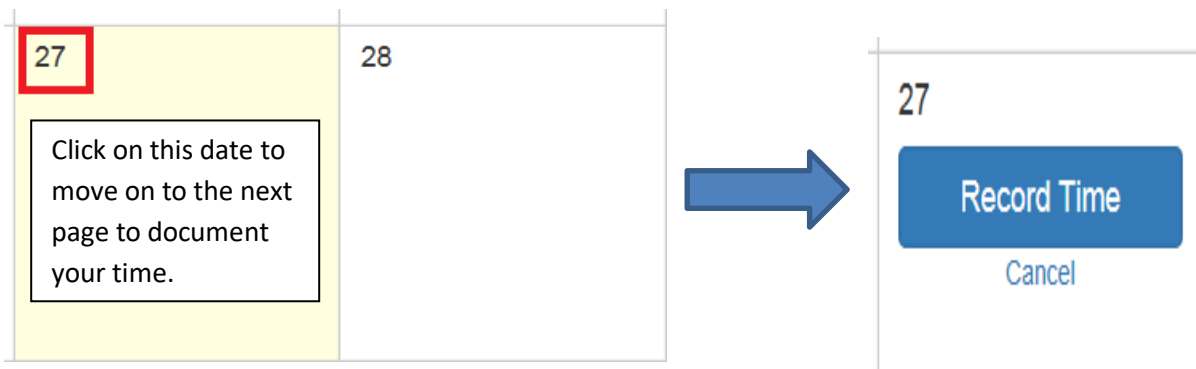 27
28
Click on this date to
move on to the next
page to document
your time.
27
Record Time
Cancel